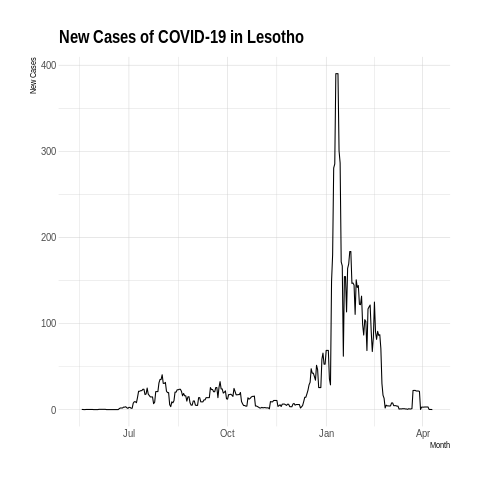 New Cases of COVID-19 in Lesotho
New Cases
400
300
200
100
0
Jul
Oct
Jan
Apr
Month